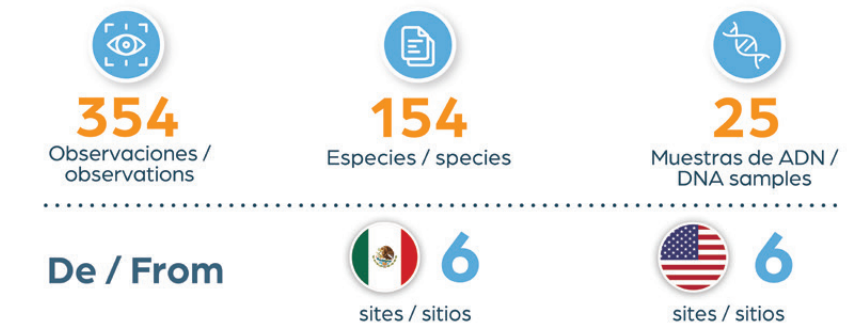 354
Observaciones /
observations
154
Especies / species
25
Muestras de ADN /
DNA samples
De / From
6
sites / sitios
6
sites / sitios